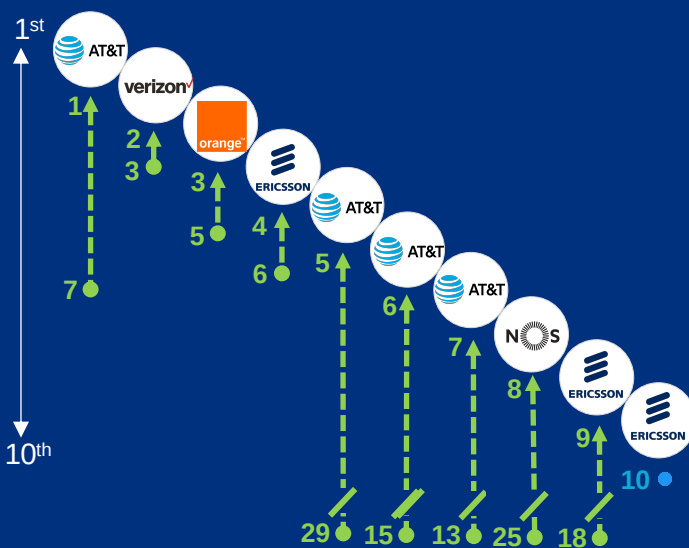 1st
AT&T
verizon
orange™
ERICSSON
AT&T
AT&T
AT&T
NOS
ERICSSON
ERICSSON
1
2
3
3
4
5
6
7
5
6
7
8
9
10
10th
29
15
13
25
18